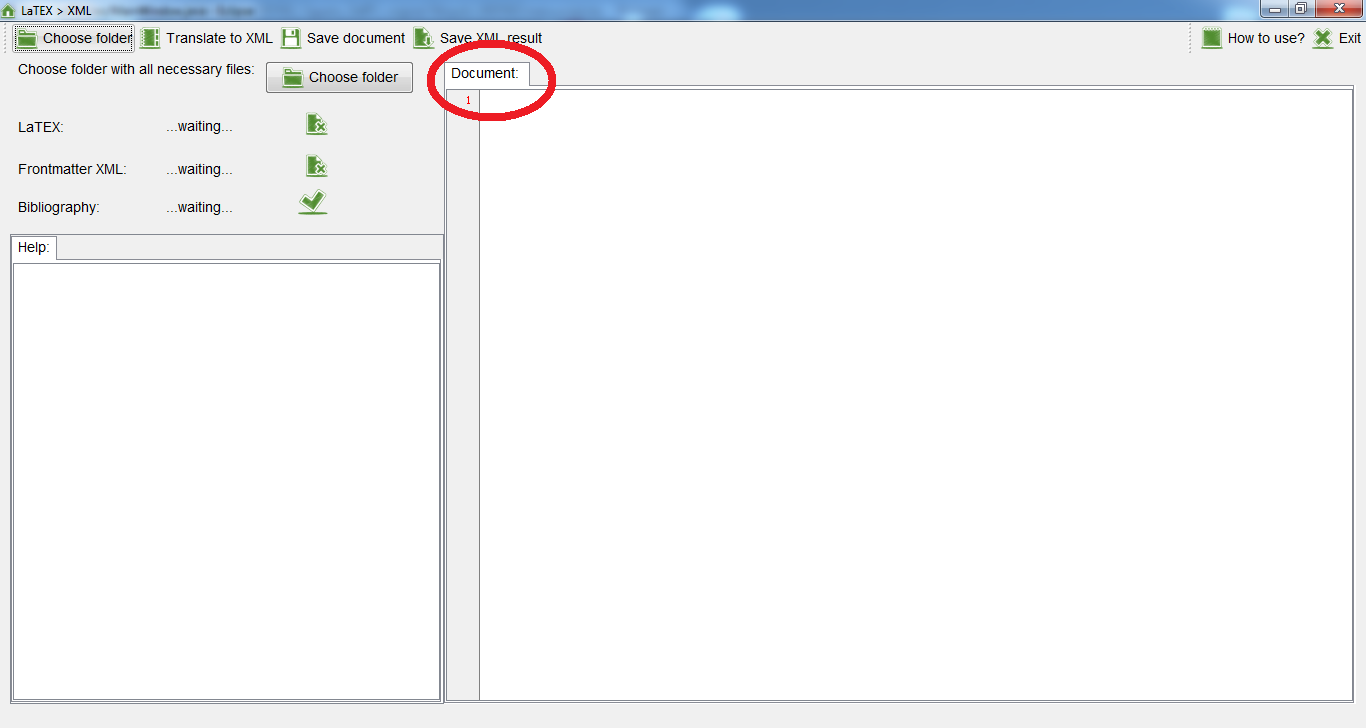 LaTEX > XML
Choose folder Translate to XML Save document Save XML result How to use? Exit
Choose folder with all necessary files: Choose folder
Document:
1
LaTEX: ...waiting...
Frontmatter XML: ...waiting...
Bibliography: ...waiting...
Help: